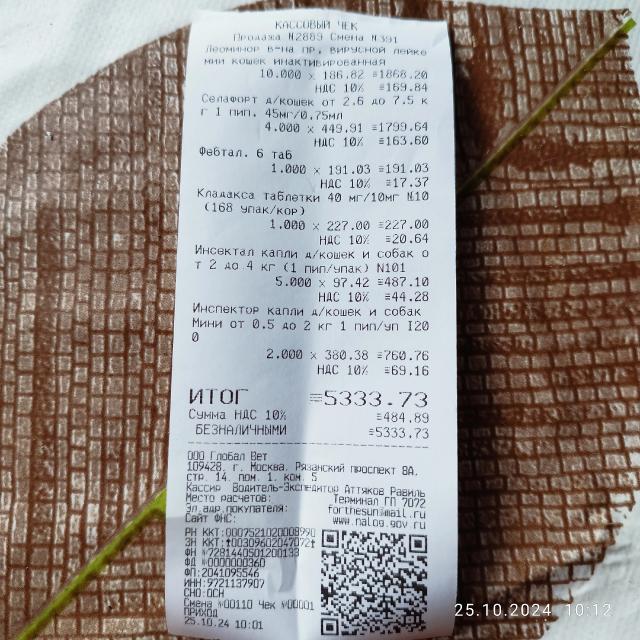 КАССОВЫЙ ЧЕК
Продажа №2889 Смена №391
Леоминор в-на пр. вирусной лейке
мии кошек инактивированная
10.000 x 186.82 ≡1868.20
НДС 10% ≡169.84
Селафорт д/кошек от 2.6 до 7.5 к
г 1 пип. 45мг/0.75мл
4.000 x 449.91 ≡1799.64
НДС 10% ≡163.60
Фебтал. 6 таб
1.000 x 191.03 ≡191.03
НДС 10% ≡17.37
Кладакса таблетки 40 мг/10мг №10
(168 упак/кор)
1.000 x 227.00 ≡227.00
НДС 10% ≡20.64
Инсектал капли д/кошек и собак о
т 2 до 4 кг (1 пип/упак) N101
5.000 x 97.42 ≡487.10
НДС 10% ≡44.28
Инспектор капли д/кошек и собак
Мини от 0.5 до 2 кг 1 пип/уп I20
0
2.000 x 380.38 ≡760.76
НДС 10% ≡69.16
ИТОГ ≡5333.73
Сумма НДС 10% ≡484.89
БЕЗНАЛИЧНЫМИ ≡5333.73
ООО Глобал Вет
109428, г. Москва, Рязанский проспект 8А,
стр. 14, пом. 1, ком. 5
Кассир Водитель-Экспедитор Аттяков Равиль
Место расчетов: Терминал ГП 7072
Эл.адр.покупателя: forthesun@mail.ru
Сайт ФНС: www.nalog.gov.ru
РН ККТ:0007521020008990
ЗН ККТ:†00309602047072†
ФН №7281440501200133
ФД №0000000360
ФП:2041095546
ИНН:9721137907
СНО:ОСН
Смена №00110 Чек №00001
ПРИХОД
25.10.24 10:01
25.10.2024 10:12